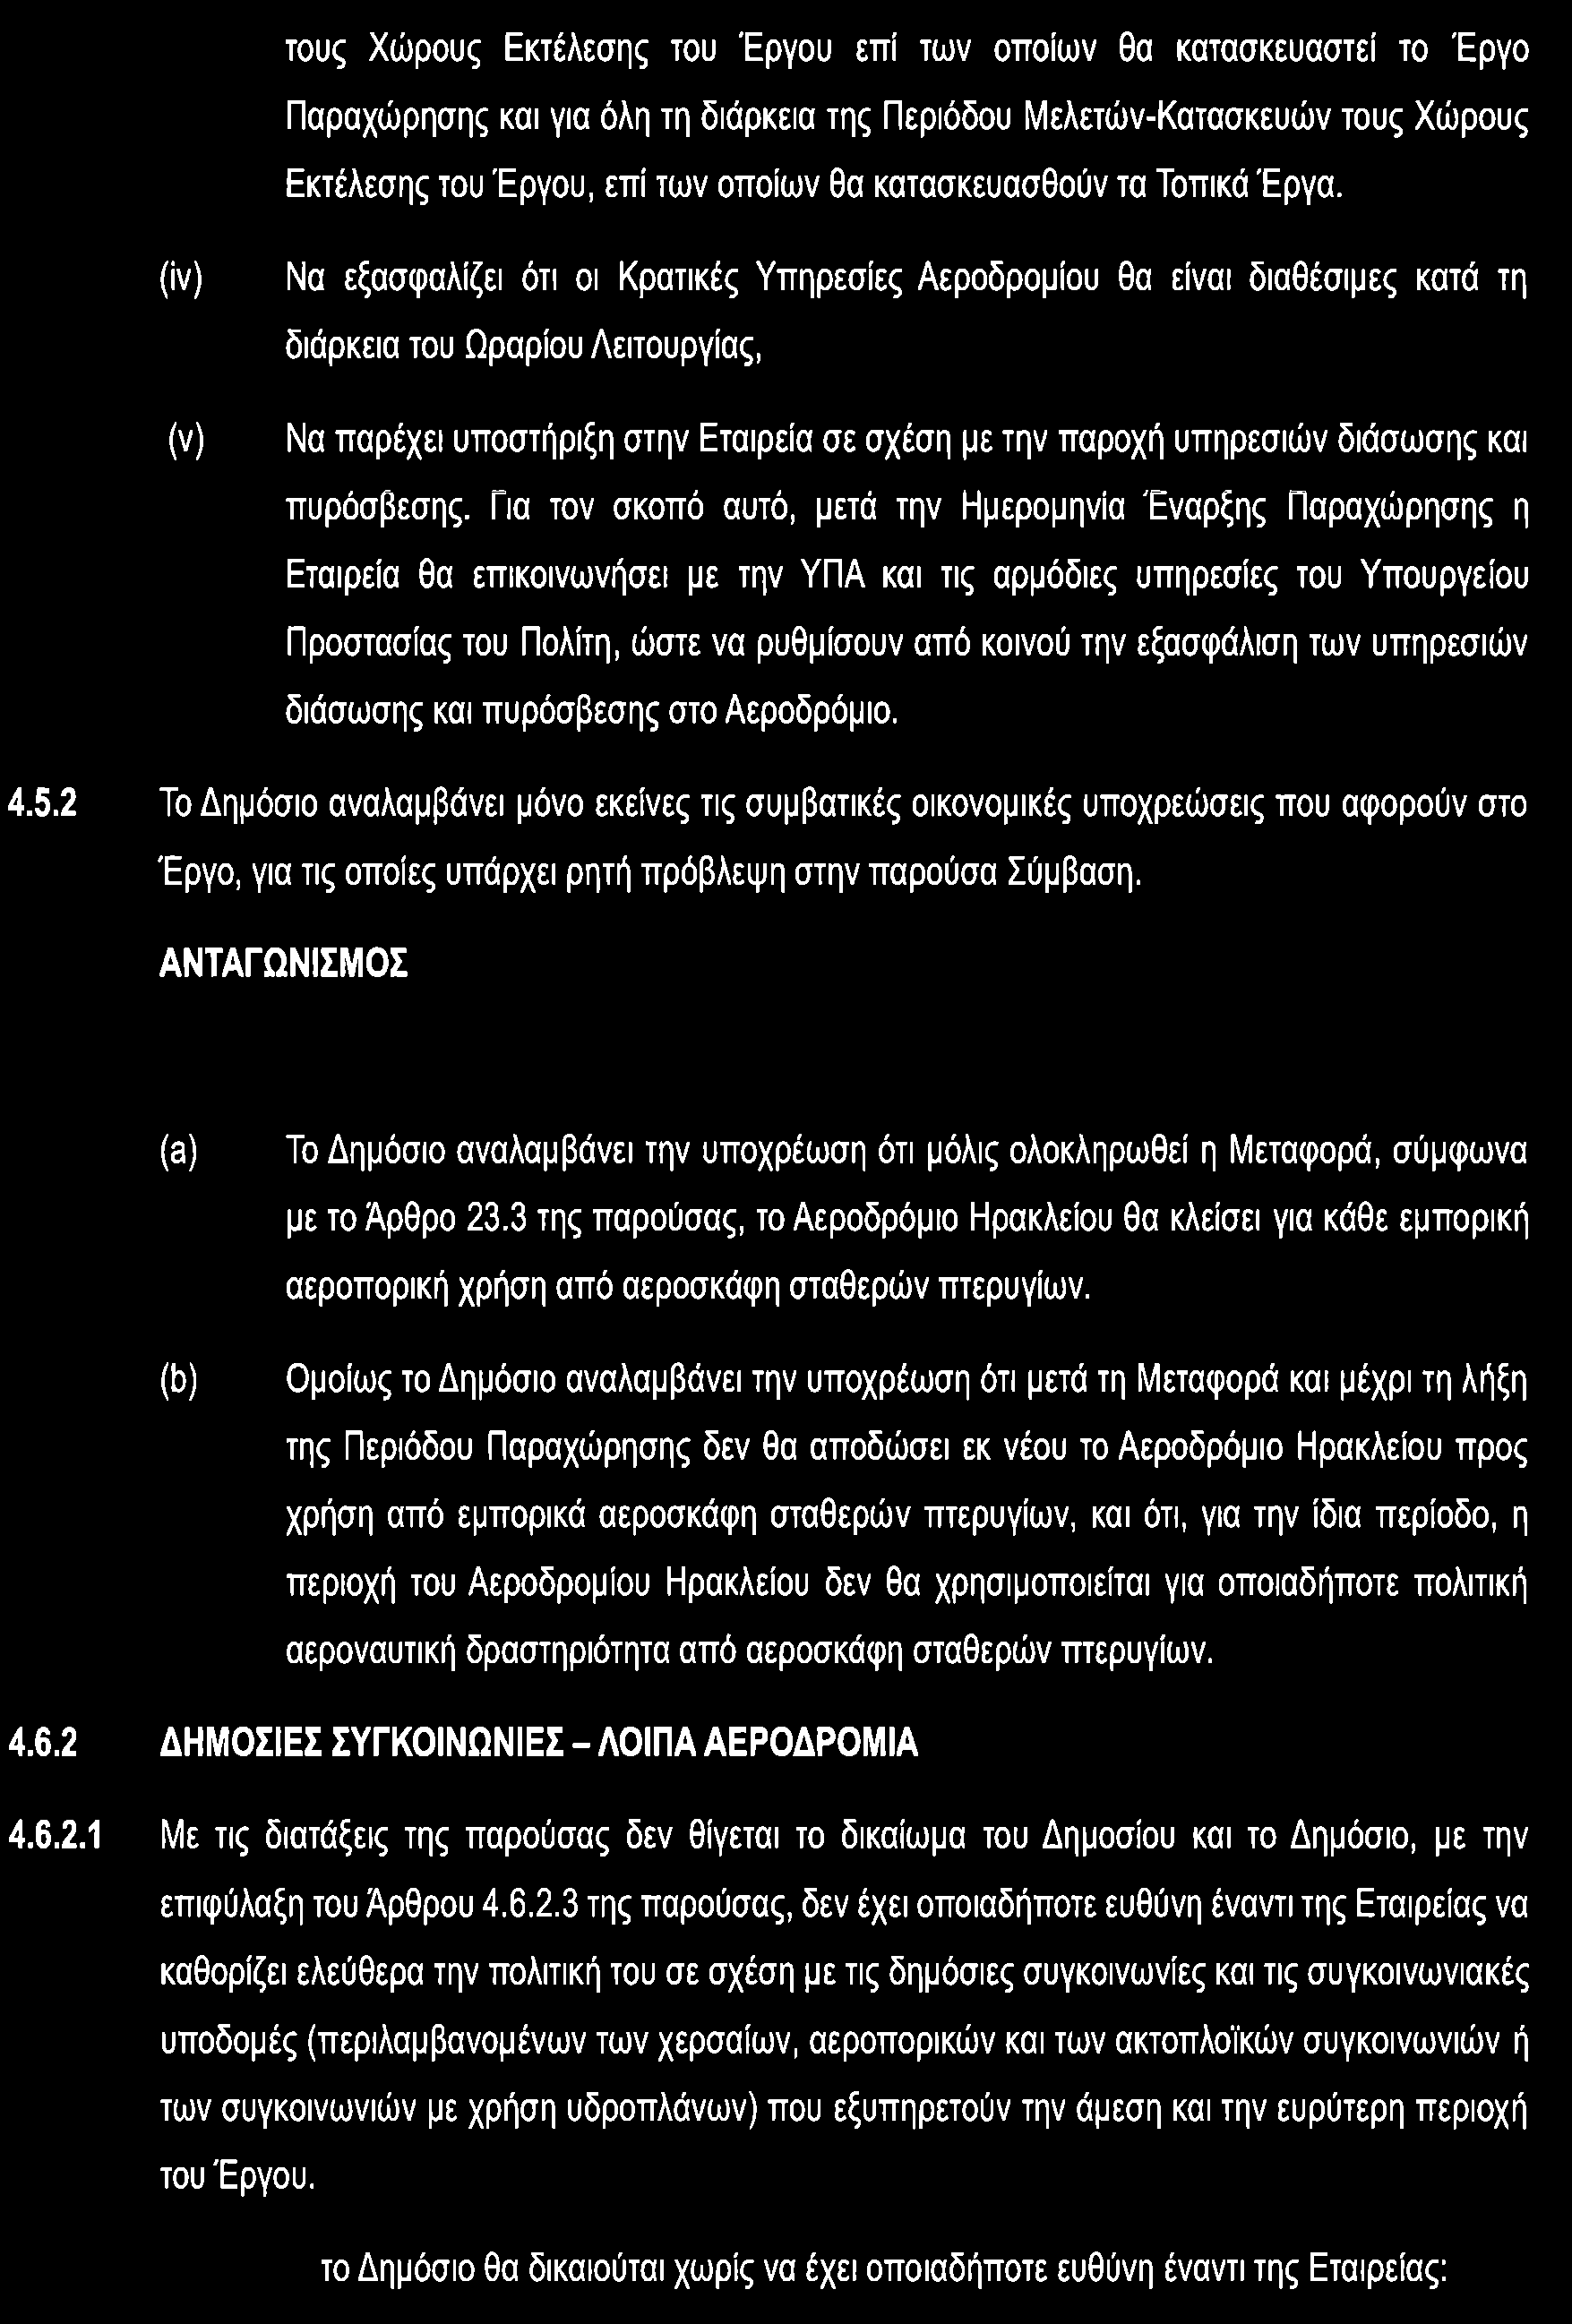 τους Χώρους Εκτέλεσης του Έργου επί των οποίων θα κατασκευαστεί το Έργο
Παραχώρησης και για όλη τη διάρκεια της Περιόδου Μελετών-Κατασκευών τους Χώρους
Εκτέλεσης του Έργου, επί των οποίων θα κατασκευασθούν τα Τοπικά Έργα.
(iv) Να εξασφαλίζει ότι οι Κρατικές Υπηρεσίες Αεροδρομίου θα είναι διαθέσιμες κατά τη
διάρκεια του Ωραρίου Λειτουργίας,
(v) Να παρέχει υποστήριξη στην Εταιρεία σε σχέση με την παροχή υπηρεσιών διάσωσης και
πυρόσβεσης. Για τον σκοπό αυτό, μετά την Ημερομηνία Έναρξης Παραχώρησης η
Εταιρεία θα επικοινωνήσει με την ΥΠΑ και τις αρμόδιες υπηρεσίες του Υπουργείου
Προστασίας του Πολίτη, ώστε να ρυθμίσουν από κοινού την εξασφάλιση των υπηρεσιών
διάσωσης και πυρόσβεσης στο Αεροδρόμιο.
4.5.2 Το Δημόσιο αναλαμβάνει μόνο εκείνες τις συμβατικές οικονομικές υποχρεώσεις που αφορούν στο
Έργο, για τις οποίες υπάρχει ρητή πρόβλεψη στην παρούσα Σύμβαση.
ΑΝΤΑΓΩΝΙΣΜΟΣ
(a) Το Δημόσιο αναλαμβάνει την υποχρέωση ότι μόλις ολοκληρωθεί η Μεταφορά, σύμφωνα
με το Άρθρο 23.3 της παρούσας, το Αεροδρόμιο Ηρακλείου θα κλείσει για κάθε εμπορική
αεροπορική χρήση από αεροσκάφη σταθερών πτερυγίων.
(b) Ομοίως το Δημόσιο αναλαμβάνει την υποχρέωση ότι μετά τη Μεταφορά και μέχρι τη λήξη
της Περιόδου Παραχώρησης δεν θα αποδώσει εκ νέου το Αεροδρόμιο Ηρακλείου προς
χρήση από εμπορικά αεροσκάφη σταθερών πτερυγίων, και ότι, για την ίδια περίοδο, η
περιοχή του Αεροδρομίου Ηρακλείου δεν θα χρησιμοποιείται για οποιαδήποτε πολιτική
αεροναυτική δραστηριότητα από αεροσκάφη σταθερών πτερυγίων.
4.6.2 ΔΗΜΟΣΙΕΣ ΣΥΓΚΟΙΝΩΝΙΕΣ – ΛΟΙΠΑ ΑΕΡΟΔΡΟΜΙΑ
4.6.2.1 Με τις διατάξεις της παρούσας δεν θίγεται το δικαίωμα του Δημοσίου και το Δημόσιο, με την
επιφύλαξη του Άρθρου 4.6.2.3 της παρούσας, δεν έχει οποιαδήποτε ευθύνη έναντι της Εταιρείας να
καθορίζει ελεύθερα την πολιτική του σε σχέση με τις δημόσιες συγκοινωνίες και τις συγκοινωνιακές
υποδομές (περιλαμβανομένων των χερσαίων, αεροπορικών και των ακτοπλοϊκών συγκοινωνιών ή
των συγκοινωνιών με χρήση υδροπλάνων) που εξυπηρετούν την άμεση και την ευρύτερη περιοχή
του Έργου.
το Δημόσιο θα δικαιούται χωρίς να έχει οποιαδήποτε ευθύνη έναντι της Εταιρείας: